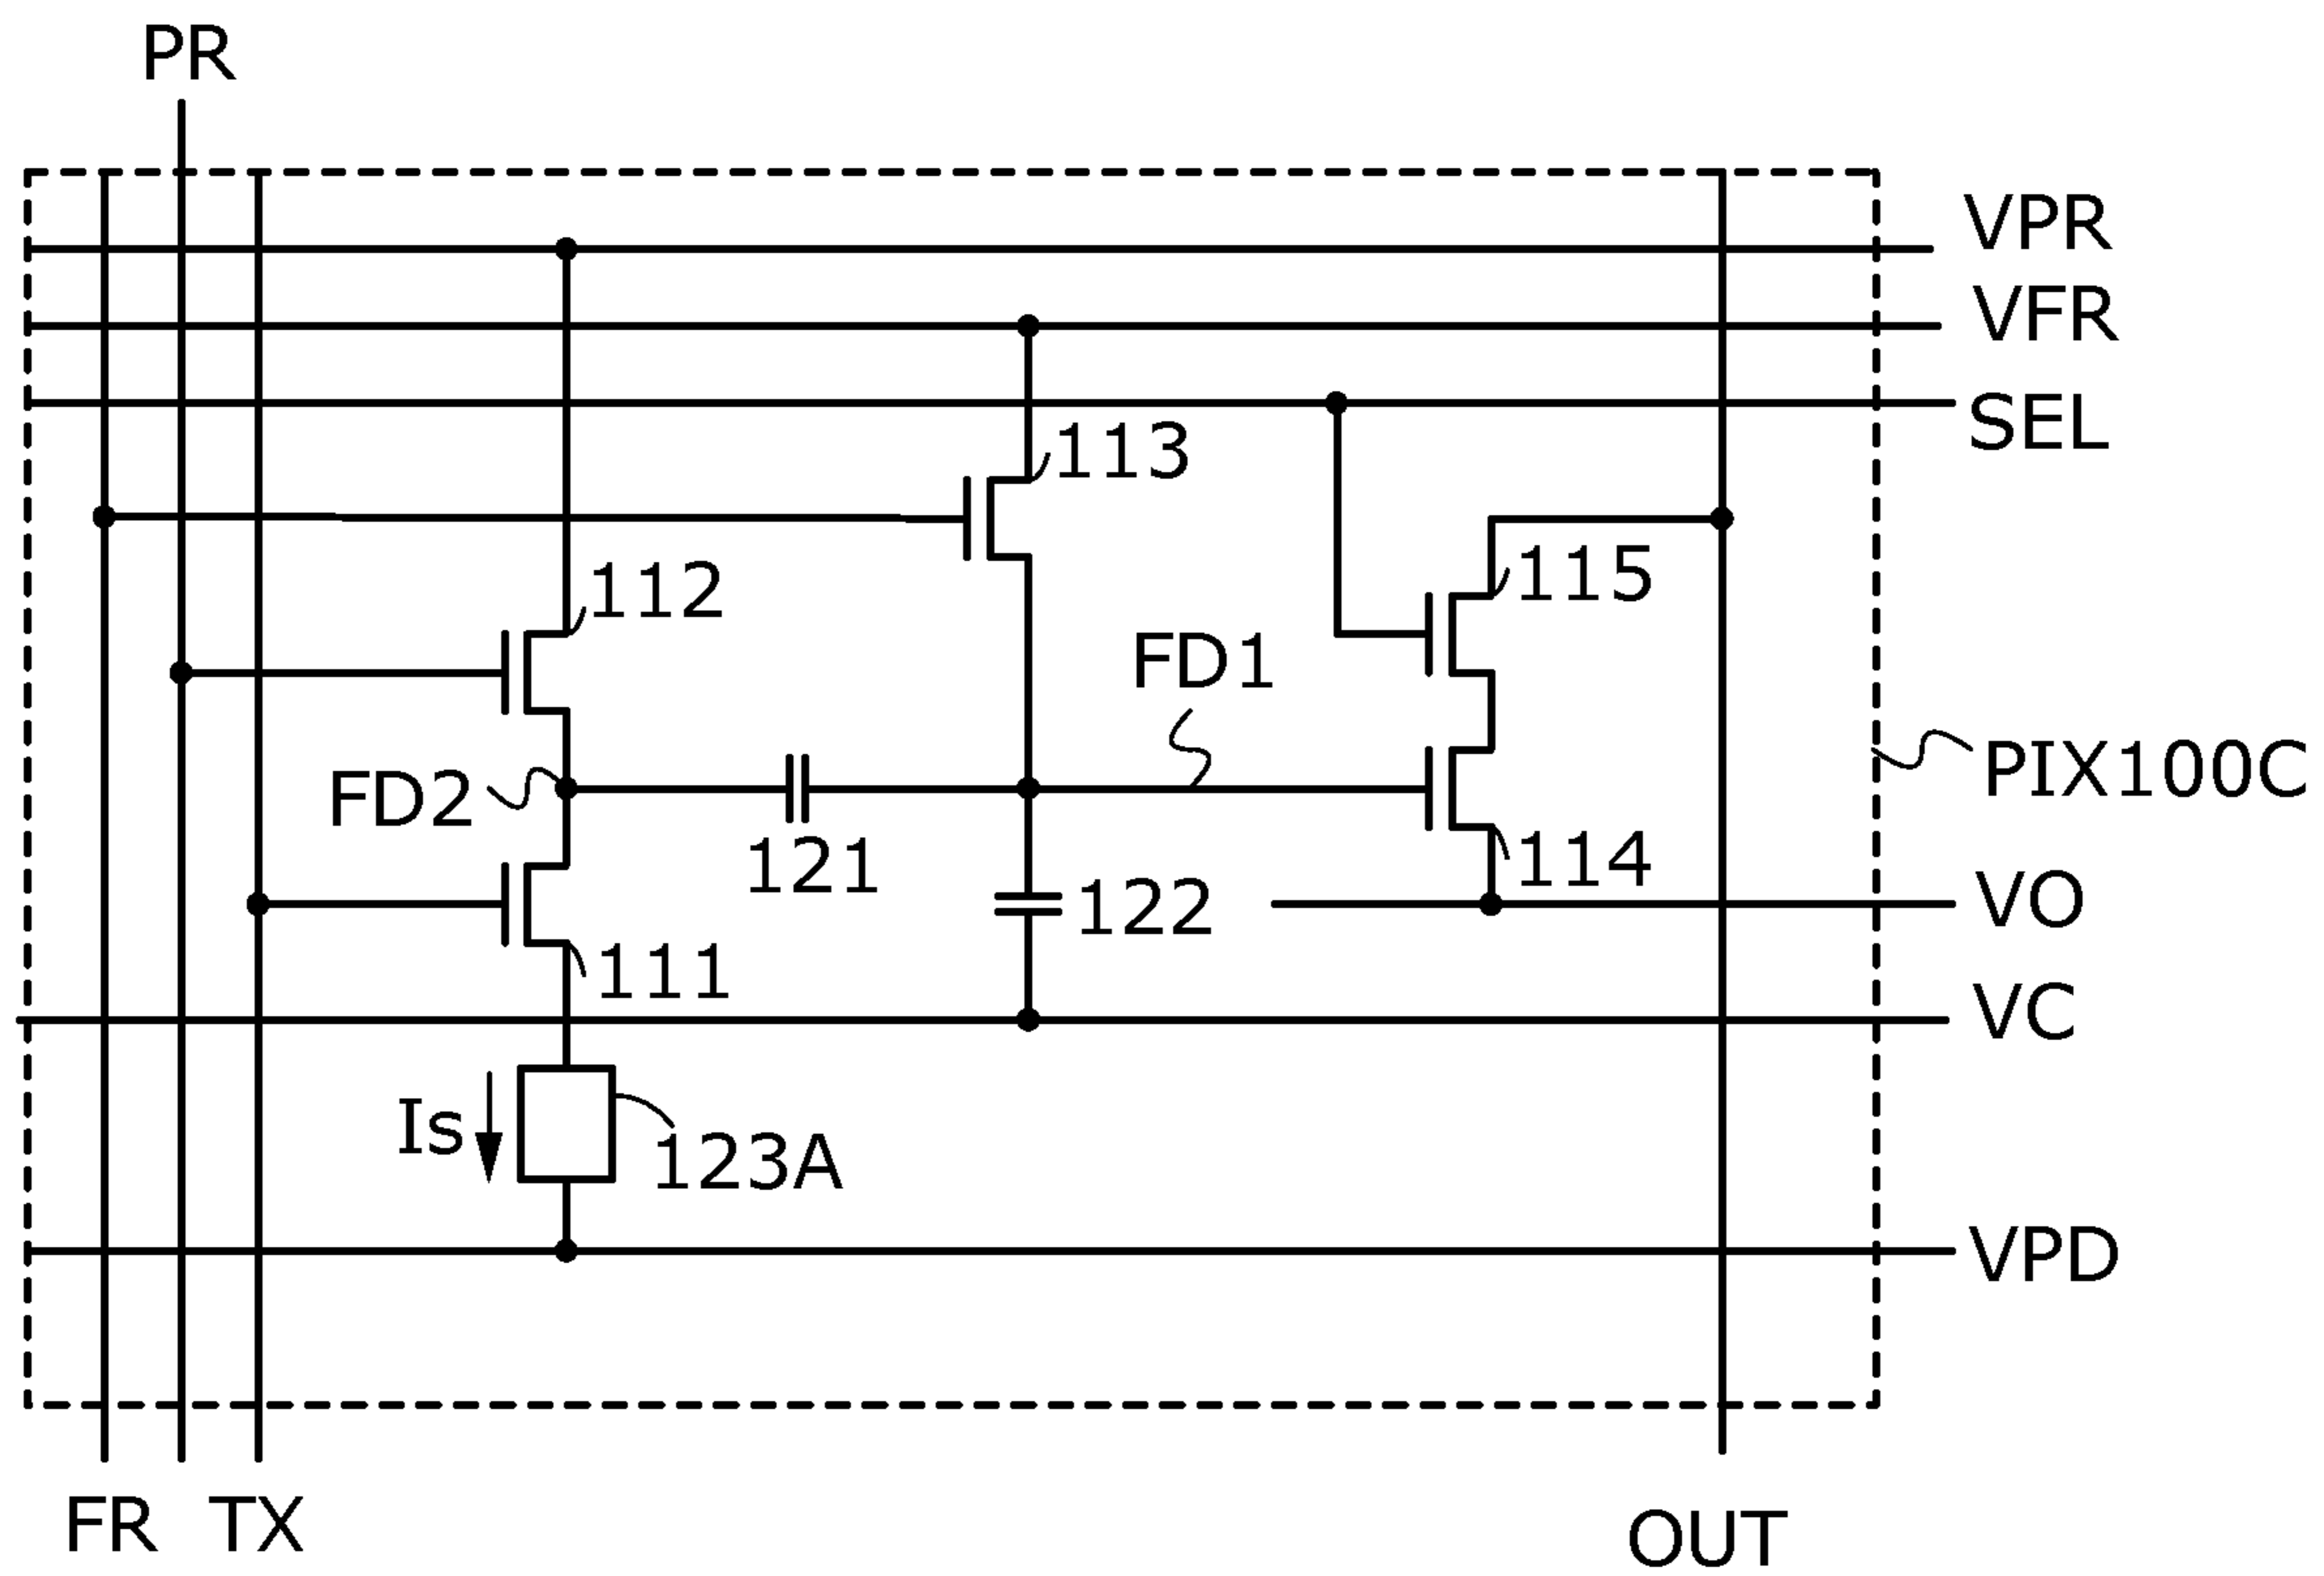 PR
VPR
VFR
SEL
113
115
112
FD1
PIX100C
FD2
121
114
122
VO
111
VC
Is
123A
VPD
FR
TX
OUT